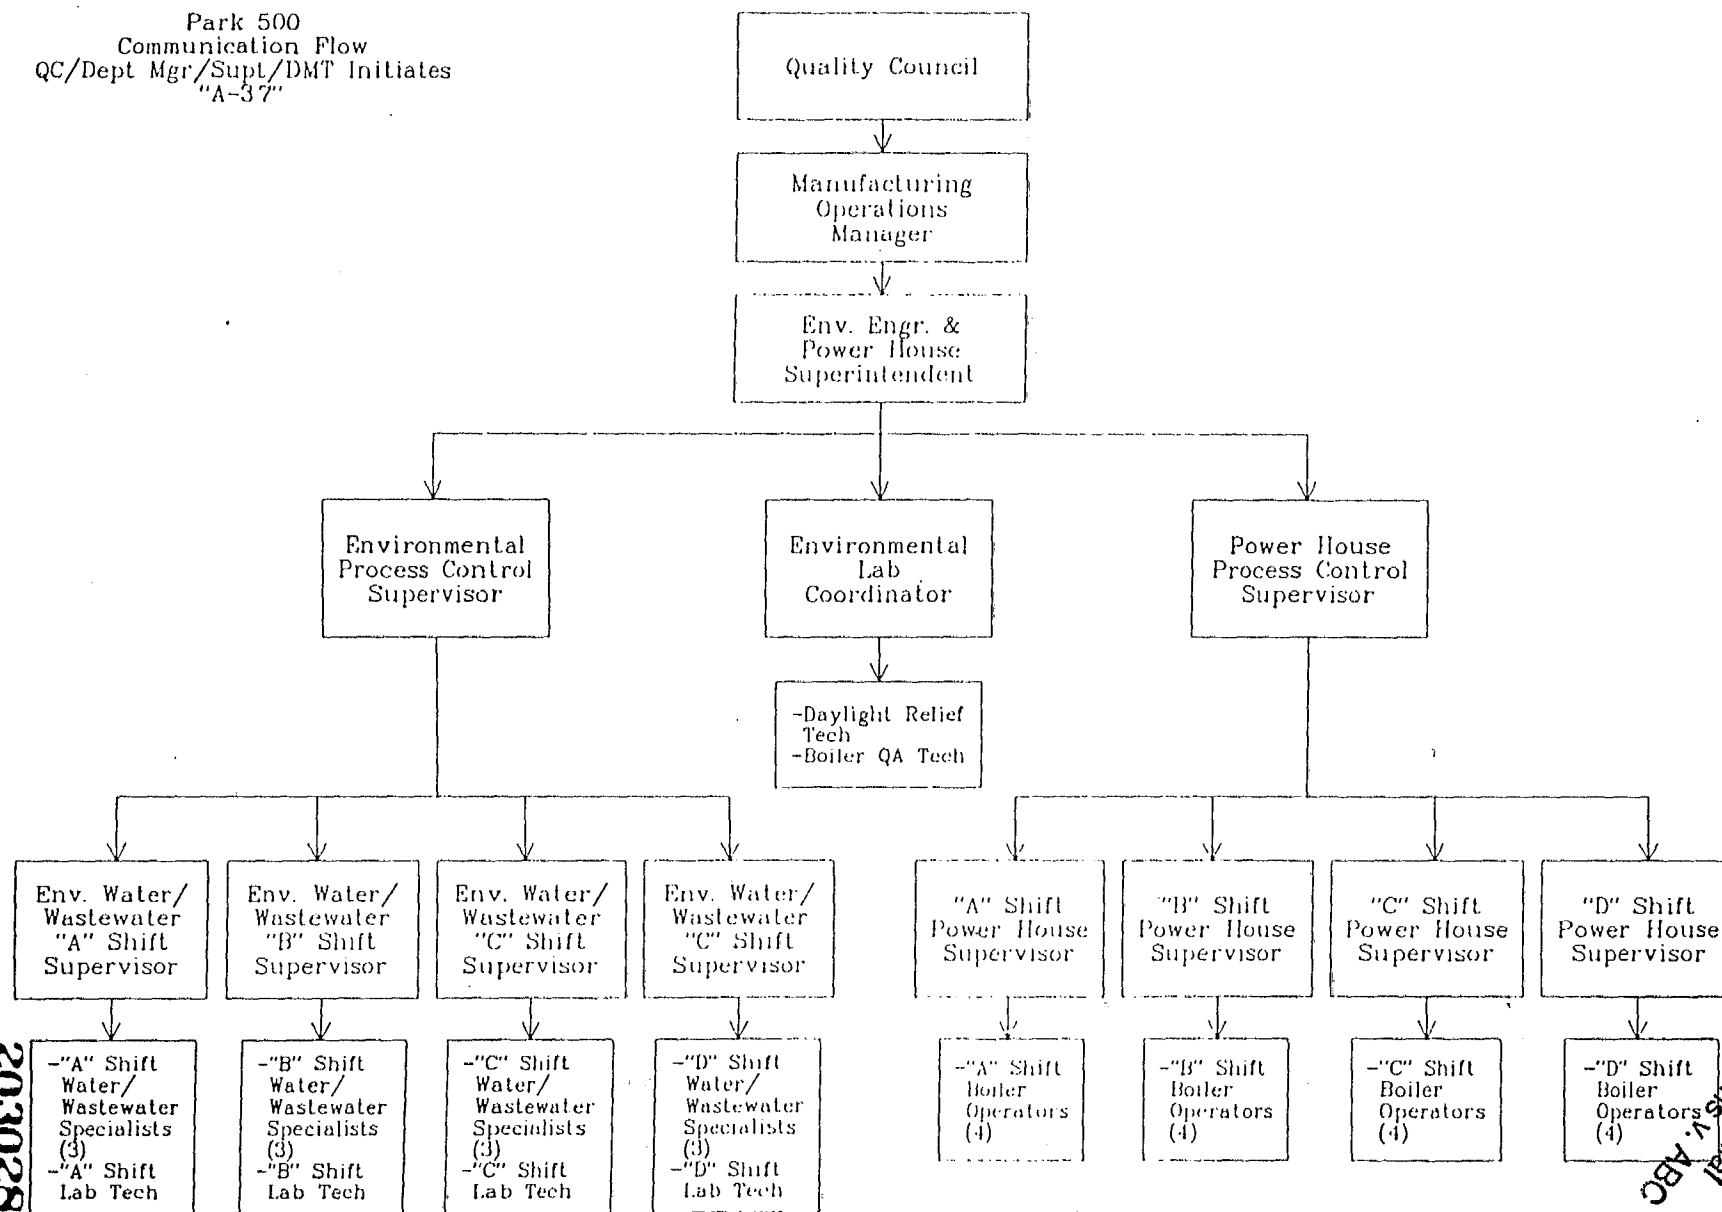 Park 500
Communication Flow
QC/Dept Mgr/Supt/DMT Initiates
"A-37"
Quality Council
Manufacturing
Operations
Manager
Env. Engr. &
Power House
Superintendent
Environmental
Process Control
Supervisor
Environmental
Lab
Coordinator
Power House
Process Control
Supervisor
-Daylight Relief
Tech
-Boiler QA Tech
Env. Water/
Wastewater
"A" Shift
Supervisor
Env. Water/
Wastewater
"B" Shift
Supervisor
Env. Water/
Wastewater
"C" Shift
Supervisor
Env. Water/
Wastewater
"C" Shift
Supervisor
"A" Shift
Power House
Supervisor
"B" Shift
Power House
Supervisor
"C" Shift
Power House
Supervisor
"D" Shift
Power House
Supervisor
-"A" Shift
Water/
Wastewater
Specialists
(3)
-"A" Shift
Lab Tech
-"B" Shift
Water/
Wastewater
Specialists
(3)
-"B" Shift
Lab Tech
-"C" Shift
Water/
Wastewater
Specialists
(3)
-"C" Shift
Lab Tech
-"D" Shift
Water/
Wastewater
Specialists
(3)
-"D" Shift
Lab Tech
-"A" Shift
Boiler
Operators
(4)
-"B" Shift
Boiler
Operators
(4)
-"C" Shift
Boiler
Operators
(4)
-"D" Shift
Boiler
Operators
(4)
203028
v. ABC